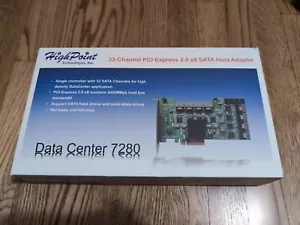 HighPoint
Technologies, Inc.
32-Channel PCI-Express 2.0 x8 SATA Host Adapter
Single controller with 32 SATA Channels for high
density DataCenter application.
PCI-Express 2.0 x8 sustains 2000MBps host bus
bandwidth
Support SATA hard drives and solid-state drives
Hot swap and hot plug
Data Center 7280